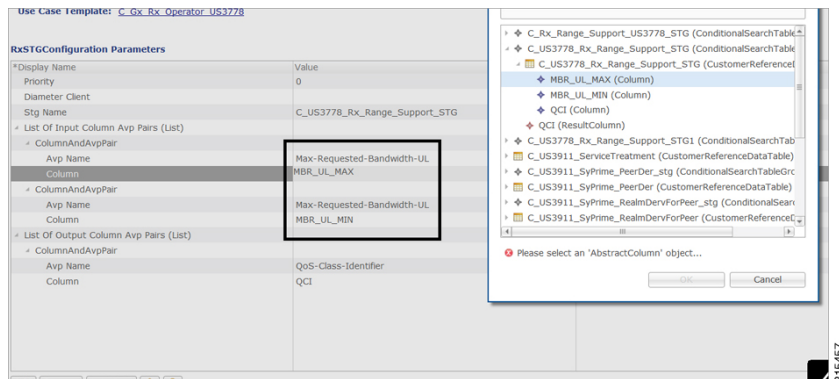 Use Case Template: C_Gx_Rx_Operator_US3778
RxSTGConfiguration Parameters
*Display Name Value
Priority 0
Diameter Client
Stg Name C_US3778_Rx_Range_Support_STG
List Of Input Column Avp Pairs (List)
ColumnAndAvpPair
Avp Name Max-Requested-Bandwidth-UL
Column MBR_UL_MAX
ColumnAndAvpPair
Avp Name Max-Requested-Bandwidth-UL
Column MBR_UL_MIN
List Of Output Column Avp Pairs (List)
ColumnAndAvpPair
Avp Name QoS-Class-Identifier
Column QCI
C_Rx_Range_Support_US3778_STG (ConditionalSearchTable
C_US3778_Rx_Range_Support_STG (ConditionalSearchTable
C_US3778_Rx_Range_Support_STG (CustomerReferenceI
MBR_UL_MAX (Column)
MBR_UL_MIN (Column)
QCI (Column)
QCI (ResultColumn)
C_US3778_Rx_Range_Support_STG1 (ConditionalSearchTab
C_US3911_ServiceTreatment (CustomerReferenceDataTable)
C_US3911_SyPrime_PeerDer_stg (ConditionalSearchTableGro
C_US3911_SyPrime_PeerDer (CustomerReferenceDataTable)
C_US3911_SyPrime_RealmDervForPeer_stg (ConditionalSearc
C_US3911_SyPrime_RealmDervForPeer (CustomerReferenceD
Please select an 'AbstractColumn' object...
OK Cancel